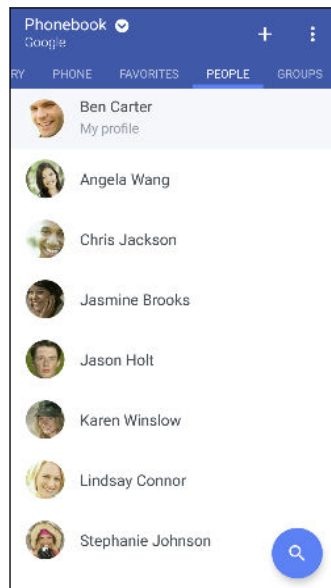 Phonebook
Google
RY PHONE FAVORITES PEOPLE GROUPS
Ben Carter
My profile
Angela Wang
Chris Jackson
Jasmine Brooks
Jason Holt
Karen Winslow
Lindsay Connor
Stephanie Johnson